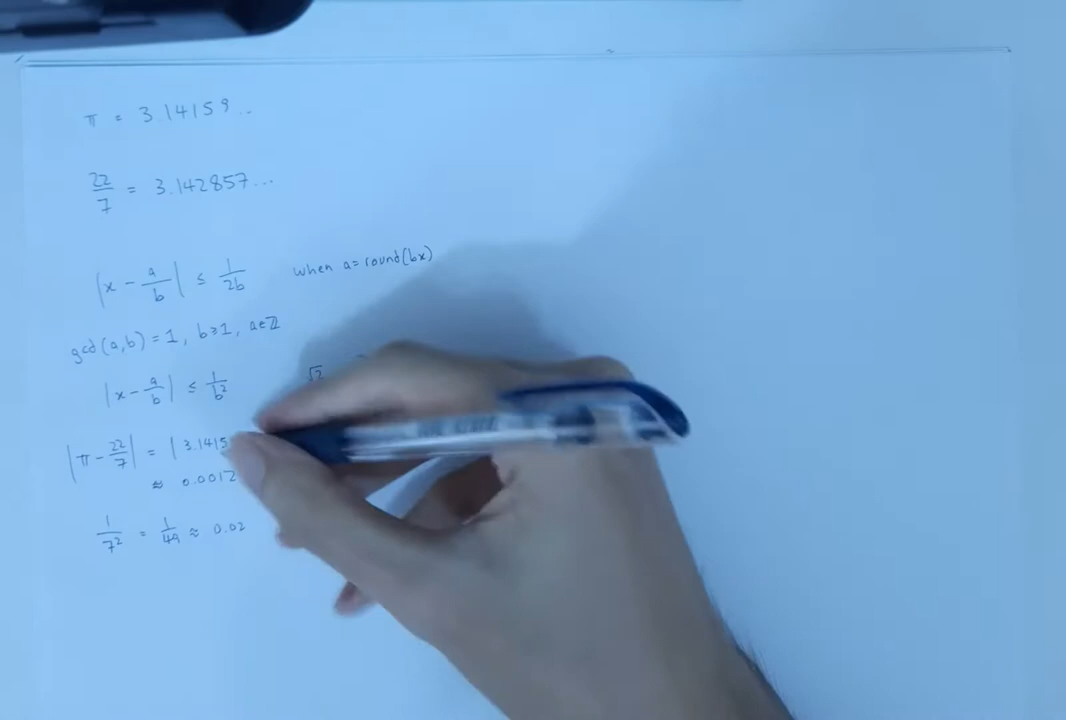 π = 3.14159..
22/7 = 3.142857...
|x - a/b| ≤ 1/2b when a = round(bx)
gcd(a,b) = 1, b≥1, a∈ℤ
|x - a/b| ≤ 1/b² √2
|π - 22/7| = |3.1415
≈ 0.0012
1/7² = 1/49 ≈ 0.02